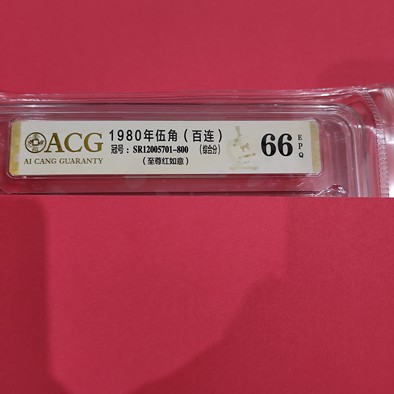 ACG
AI CANG GUARANTY
1980年伍角（百连）
冠号：SR12005701-800 （综合分）
（至尊红如意）
66
EPQ